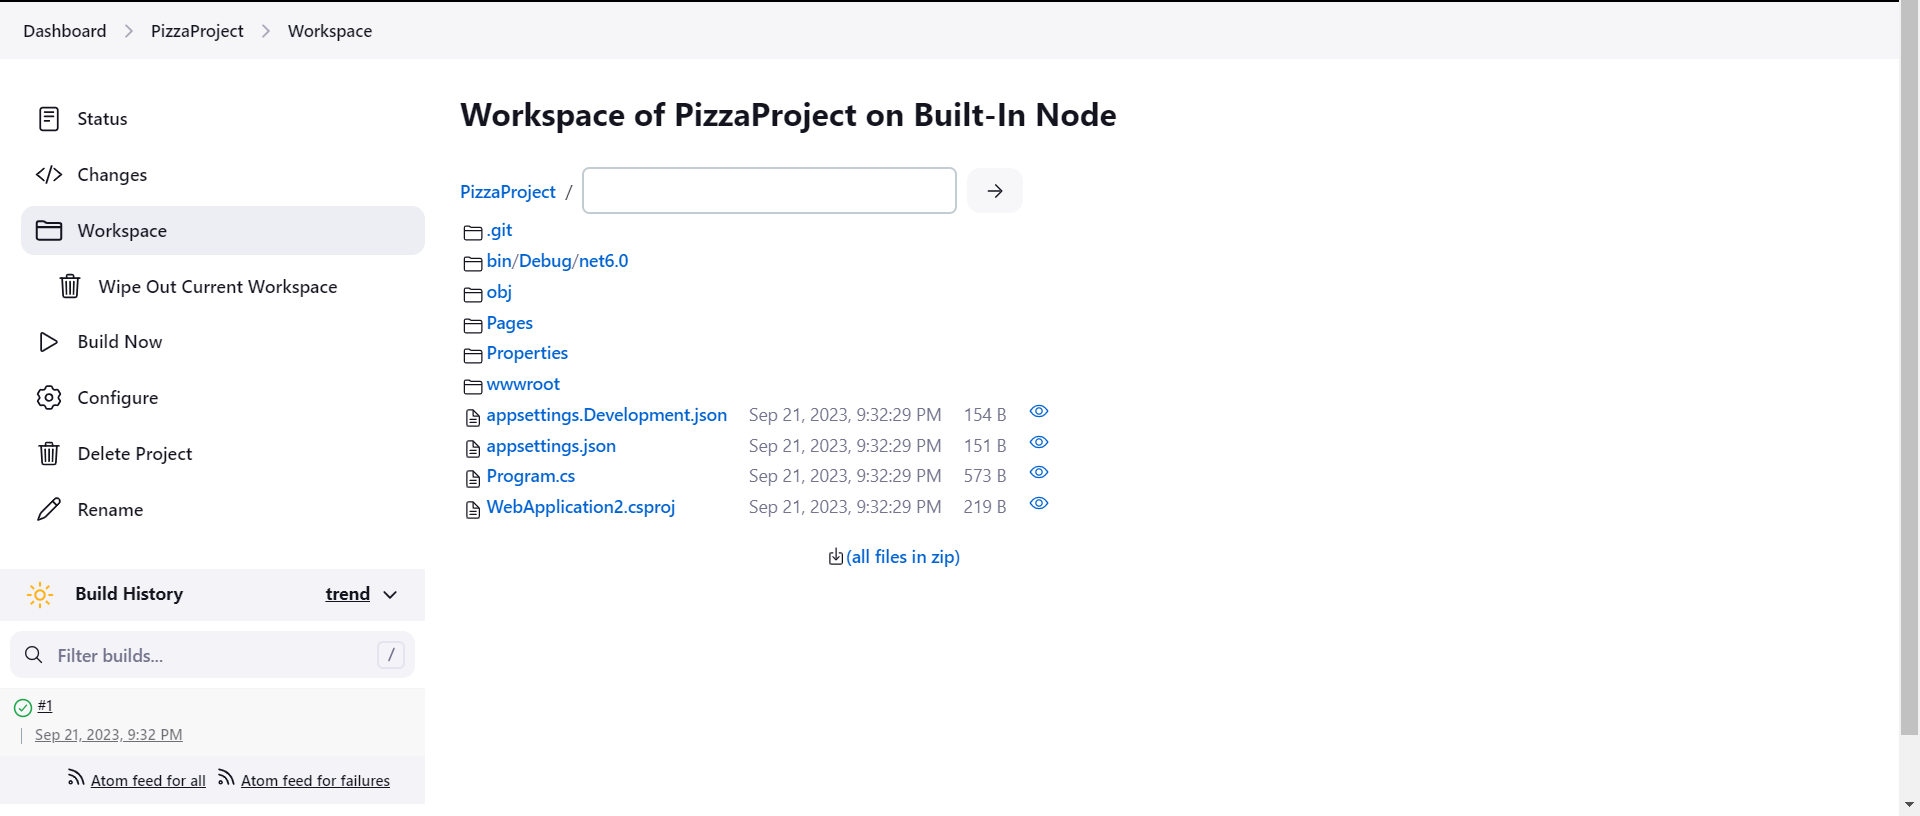 Dashboard > PizzaProject > Workspace
Status
Changes
Workspace
Wipe Out Current Workspace
Build Now
Configure
Delete Project
Rename
Build History trend
Filter builds... /
#1
Sep 21, 2023, 9:32 PM
Atom feed for all Atom feed for failures
Workspace of PizzaProject on Built-In Node
PizzaProject /
.git
bin/Debug/net6.0
obj
Pages
Properties
wwwroot
appsettings.Development.json Sep 21, 2023, 9:32:29 PM 154 B
appsettings.json Sep 21, 2023, 9:32:29 PM 151 B
Program.cs Sep 21, 2023, 9:32:29 PM 573 B
WebApplication2.csproj Sep 21, 2023, 9:32:29 PM 219 B
(all files in zip)